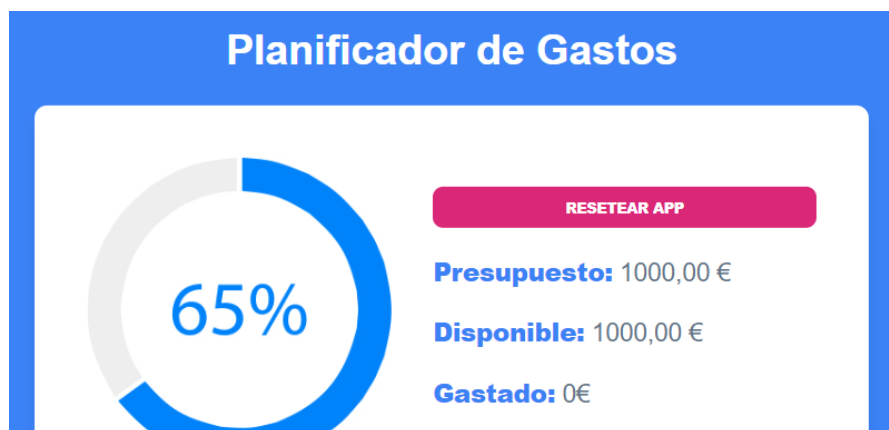 Planificador de Gastos
65%
RESETEAR APP
Presupuesto: 1000,00 €
Disponible: 1000,00 €
Gastado: 0€